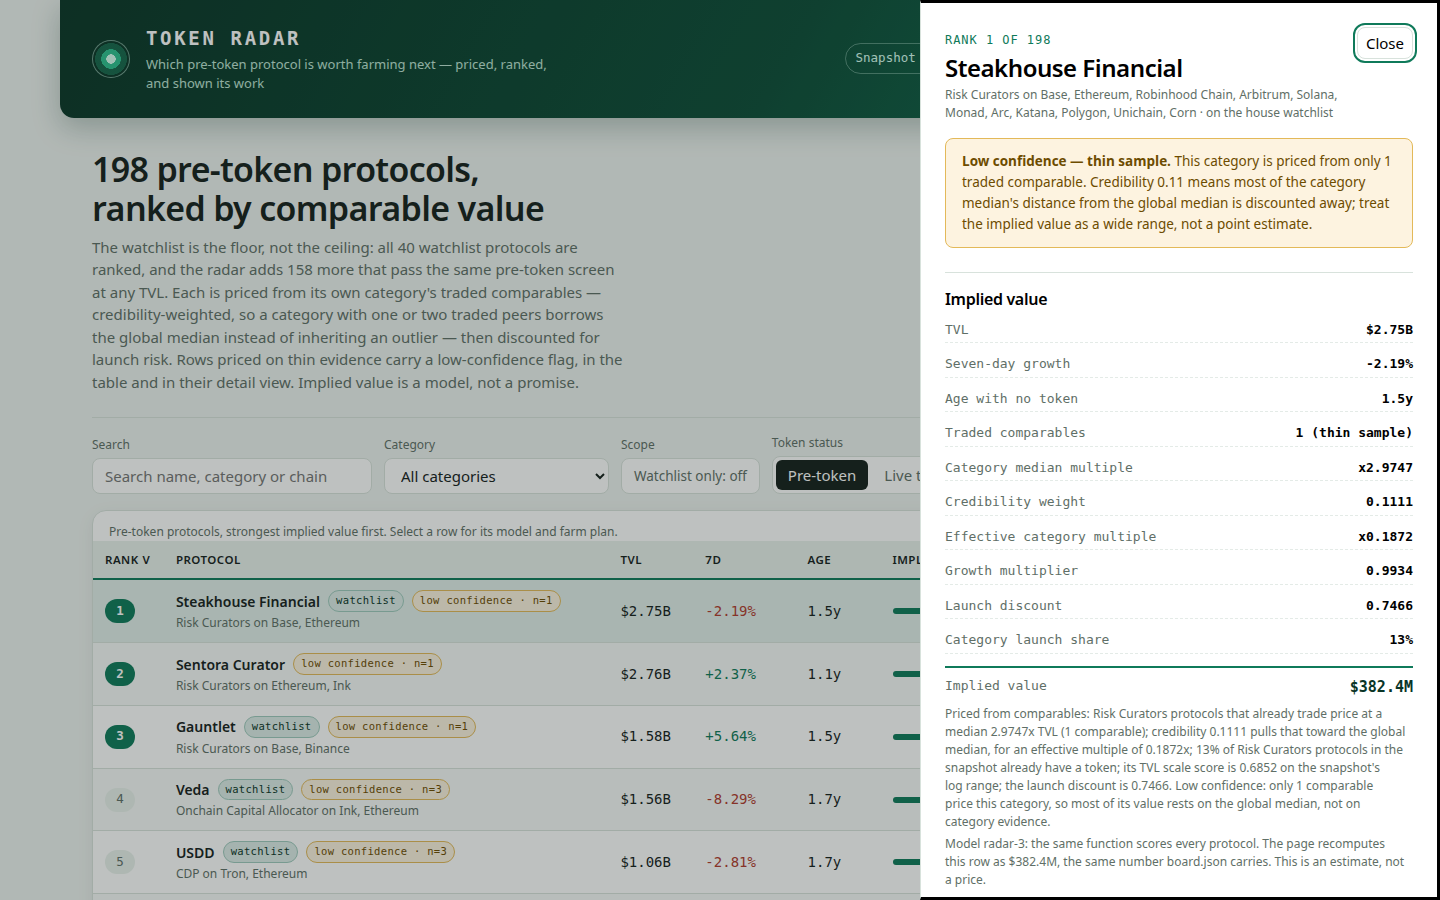 TOKEN RADAR
Which pre-token protocol is worth farming next — priced, ranked,
and shown its work
Snapshot
198 pre-token protocols,
ranked by comparable value
The watchlist is the floor, not the ceiling: all 40 watchlist protocols are
ranked, and the radar adds 158 more that pass the same pre-token screen
at any TVL. Each is priced from its own category's traded comparables —
credibility-weighted, so a category with one or two traded peers borrows
the global median instead of inheriting an outlier — then discounted for
launch risk. Rows priced on thin evidence carry a low-confidence flag, in the
table and in their detail view. Implied value is a model, not a promise.
Search
Category
Scope
Token status
Search name, category or chain
All categories
Watchlist only: off
Pre-token
Live t
Pre-token protocols, strongest implied value first. Select a row for its model and farm plan.
RANK V PROTOCOL TVL 7D AGE IMPL
1 Steakhouse Financial watchlist low confidence · n=1 $2.75B -2.19% 1.5y
Risk Curators on Base, Ethereum
2 Sentora Curator low confidence · n=1 $2.76B +2.37% 1.1y
Risk Curators on Ethereum, Ink
3 Gauntlet watchlist low confidence · n=1 $1.58B +5.64% 1.5y
Risk Curators on Base, Binance
4 Veda watchlist low confidence · n=3 $1.56B -8.29% 1.7y
Onchain Capital Allocator on Ink, Ethereum
5 USDD watchlist low confidence · n=3 $1.06B -2.81% 1.7y
CDP on Tron, Ethereum
RANK 1 OF 198
Close
Steakhouse Financial
Risk Curators on Base, Ethereum, Robinhood Chain, Arbitrum, Solana,
Monad, Arc, Katana, Polygon, Unichain, Corn · on the house watchlist
Low confidence — thin sample. This category is priced from only 1
traded comparable. Credibility 0.11 means most of the category
median's distance from the global median is discounted away; treat
the implied value as a wide range, not a point estimate.
Implied value
TVL $2.75B
Seven-day growth -2.19%
Age with no token 1.5y
Traded comparables 1 (thin sample)
Category median multiple x2.9747
Credibility weight 0.1111
Effective category multiple x0.1872
Growth multiplier 0.9934
Launch discount 0.7466
Category launch share 13%
Implied value $382.4M
Priced from comparables: Risk Curators protocols that already trade price at a
median 2.9747x TVL (1 comparable); credibility 0.1111 pulls that toward the global
median, for an effective multiple of 0.1872x; 13% of Risk Curators protocols in the
snapshot already have a token; its TVL scale score is 0.6852 on the snapshot's
log range; the launch discount is 0.7466. Low confidence: only 1 comparable
price this category, so most of its value rests on the global median, not on
category evidence.
Model radar-3: the same function scores every protocol. The page recomputes
this row as $382.4M, the same number board.json carries. This is an estimate, not
a price.